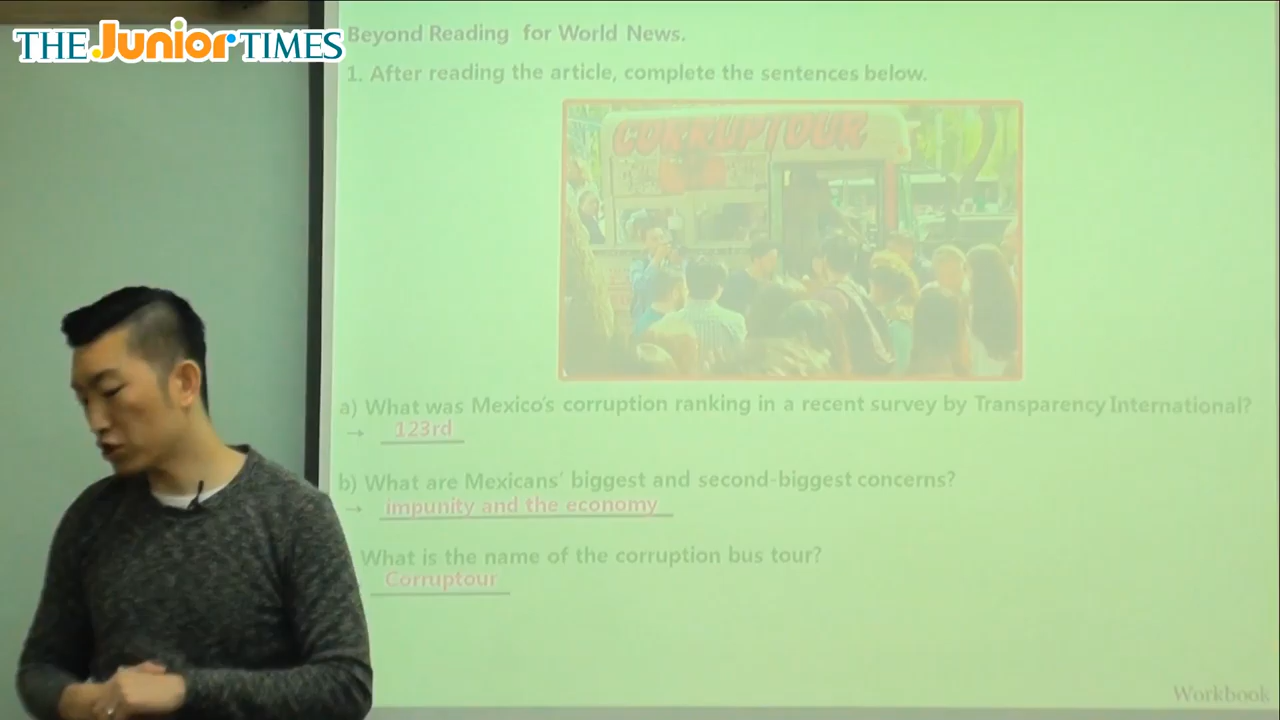 THE Junior TIMES
Beyond Reading for World News.
1. After reading the article, complete the sentences below.
CORRUPTOUR
a) What was Mexico's corruption ranking in a recent survey by Transparency International?
→ 123rd
b) What are Mexicans' biggest and second-biggest concerns?
→ impunity and the economy
What is the name of the corruption bus tour?
Corruptour
Workbook